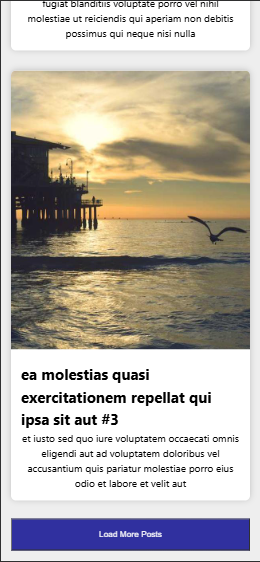 fugiat blanditiis voluptate porro vel nihil
molestiae ut reiciendis qui aperiam non debitis
possimus qui neque nisi nulla
ea molestias quasi
exercitationem repellat qui
ipsa sit aut #3
et iusto sed quo iure voluptatem occaecati omnis
eligendi aut ad voluptatem doloribus vel
accusantium quis pariatur molestiae porro eius
odio et labore et velit aut
Load More Posts